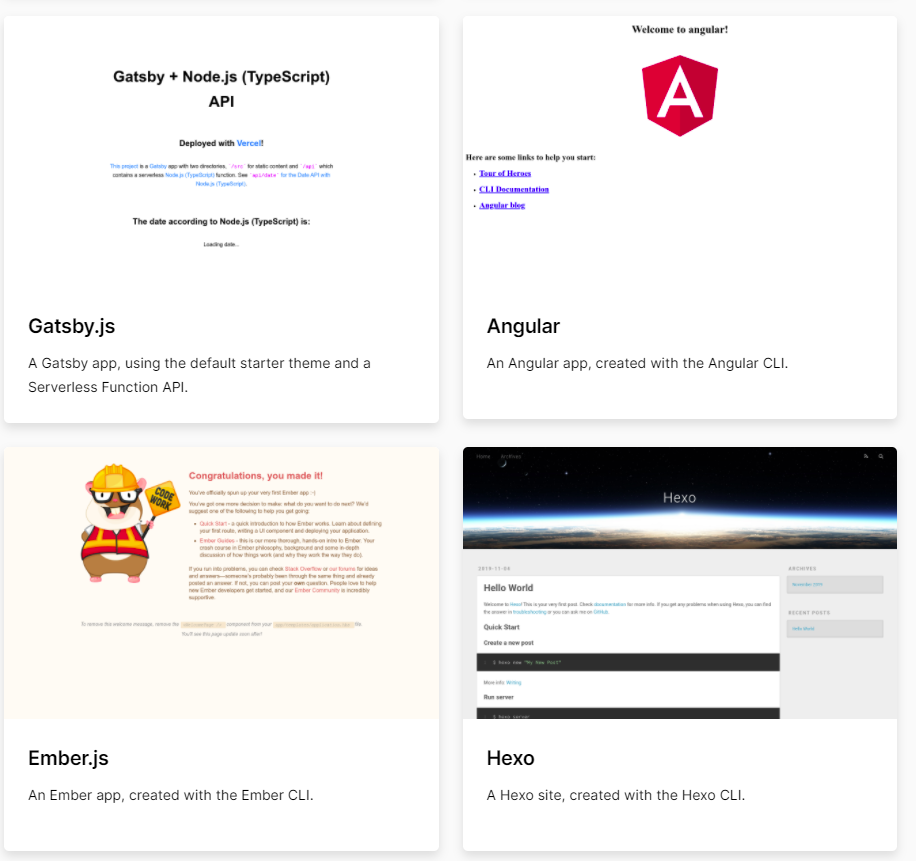 Gatsby + Node.js (TypeScript)
API
Deployed with Vercel!
This project is a Gatsby app with two directories, `/src` for static content and `/api` which
contains a serverless Node.js (TypeScript) function. See `api/date` for the Date API with
Node.js (TypeScript).
The date according to Node.js (TypeScript) is:
Loading date...
Gatsby.js
A Gatsby app, using the default starter theme and a
Serverless Function API.
Welcome to angular!
A
Here are some links to help you start:
• Tour of Heroes
• CLI Documentation
• Angular blog
Angular
An Angular app, created with the Angular CLI.
CODE
WORK
Congratulations, you made it!
You've officially spun up your very first Ember app :-)
You've got one more decision to make: what do you want to do next? We'd
suggest one of the following to help you get going:
• Quick Start - a quick introduction to how Ember works. Learn about defining
your first route, writing a UI component and deploying your application.
• Ember Guides - this is our more thorough, hands-on intro to Ember. Your
crash course in Ember philosophy, background and some in-depth
discussion of how things work (and why they work the way they do).
If you run into problems, you can check Stack Overflow or our forums for ideas
and answers—someone's probably been through the same thing and already
posted an answer. If not, you can post your own question. People love to help
new Ember developers get started, and our Ember Community is incredibly
supportive.
To remove this welcome message, remove the component from your file.
You'll see this page update soon after!
Ember.js
An Ember app, created with the Ember CLI.
Home Archives
Hexo
2019-11-04
Hello World
Welcome to Hexo! This is your very first post. Check documentation for more info. If you get any problems when using Hexo, you can find
the answer in troubleshooting or you can ask me on GitHub.
Quick Start
Create a new post
$ hexo new "My New Post"
More info: Writing
Run server
$ hexo server
ARCHIVES
November 2019
RECENT POSTS
Hello World
Hexo
A Hexo site, created with the Hexo CLI.